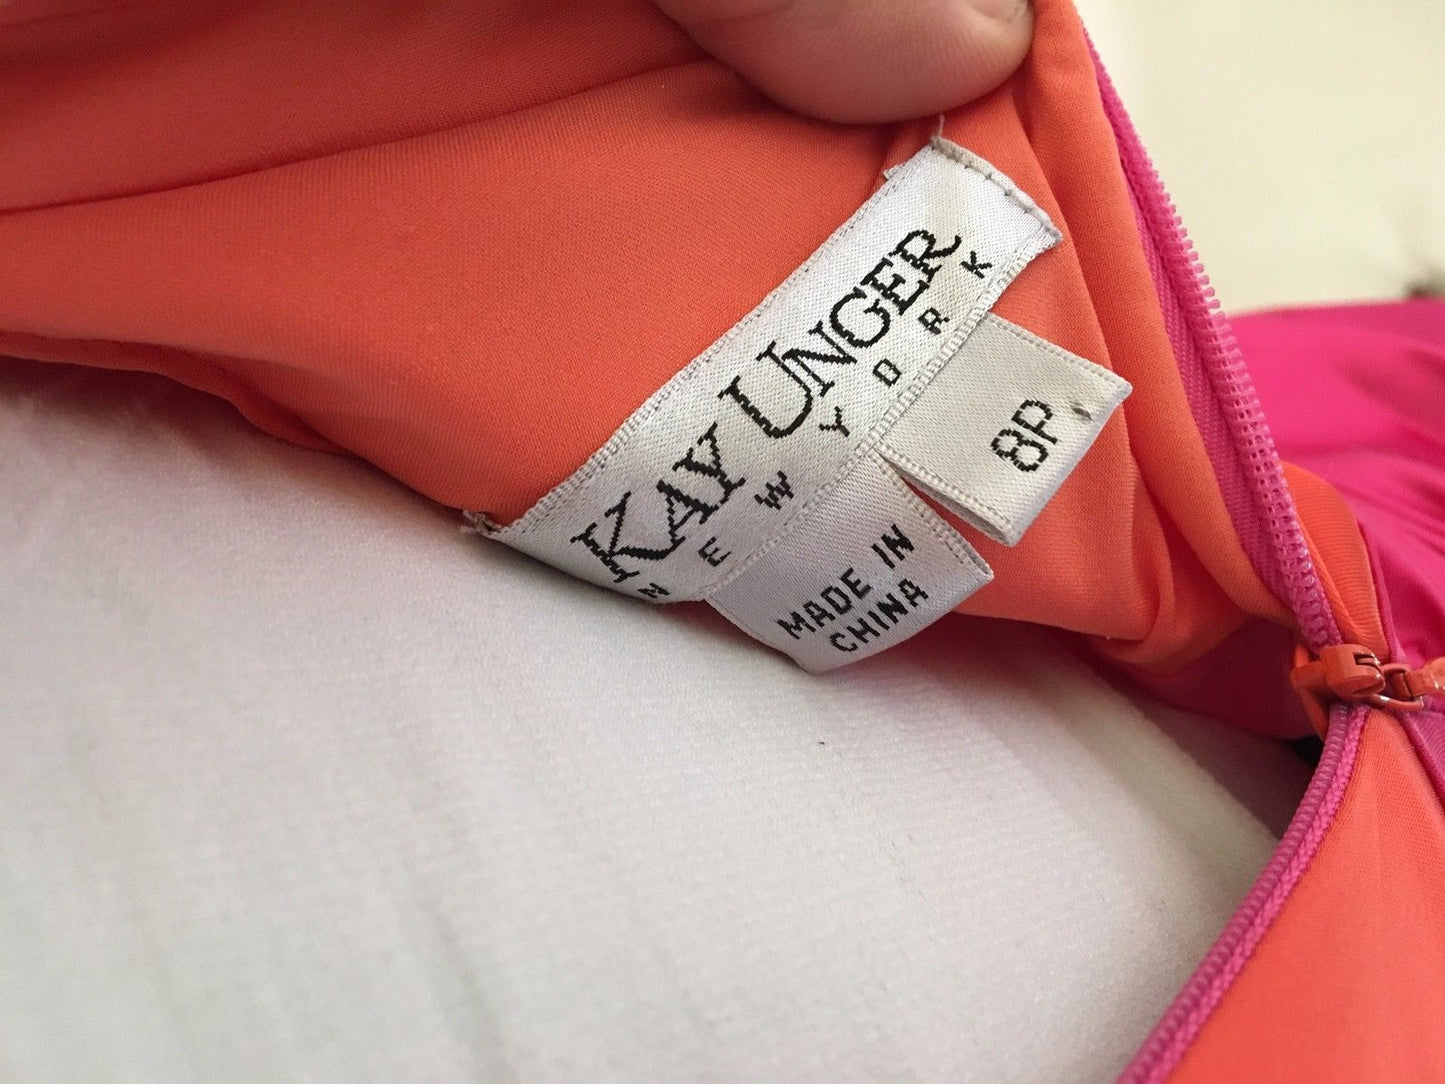 KAY UNGER
NEW YORK
8P
MADE IN
CHINA